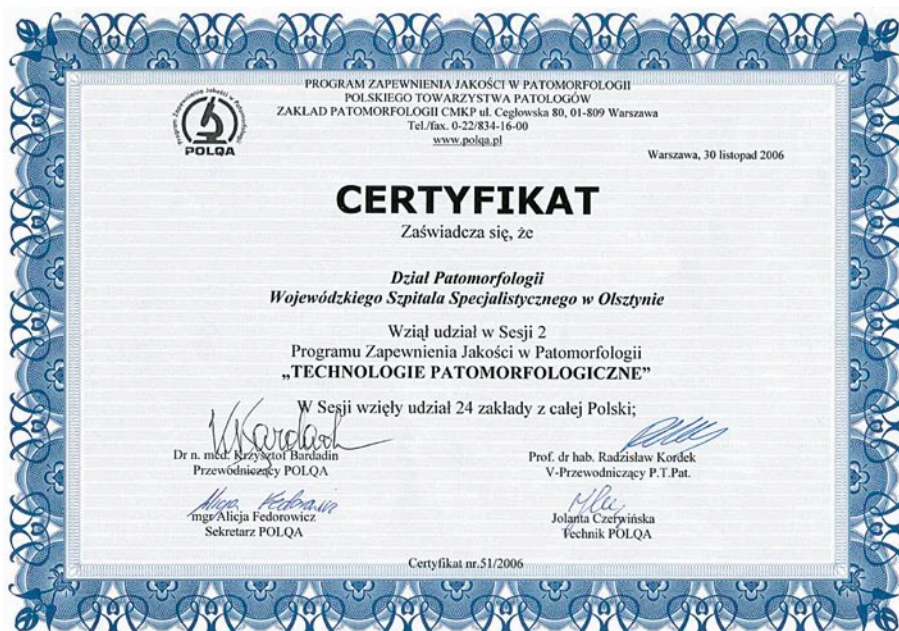 PROGRAM ZAPEWNIENIA JAKOŚCI W PATOMORFOLOGII
POLSKIEGO TOWARZYSTWA PATOLOGÓW
ZAKŁAD PATOMORFOLOGII CMKP ul. Cegłowska 80, 01-809 Warszawa
Tel./fax. 0-22/834-16-00
www.polqa.pl
Program Zapewnienia Jakości w Patomorfologii
POLQA
Warszawa, 30 listopad 2006
CERTYFIKAT
Zaświadcza się, że
Dział Patomorfologii
Wojewódzkiego Szpitala Specjalistycznego w Olsztynie
Wziął udział w Sesji 2
Programu Zapewnienia Jakości w Patomorfologii
„TECHNOLOGIE PATOMORFOLOGICZNE”
W Sesji wzięły udział 24 zakłady z całej Polski;
Dr n. med. Krzysztof Bardadin
Przewodniczący POLQA
Prof. dr hab. Radzisław Kordek
V-Przewodniczący P.T.Pat.
mgr Alicja Fedorowicz
Sekretarz POLQA
Jolanta Czerwińska
Technik POLQA
Certyfikat nr.51/2006